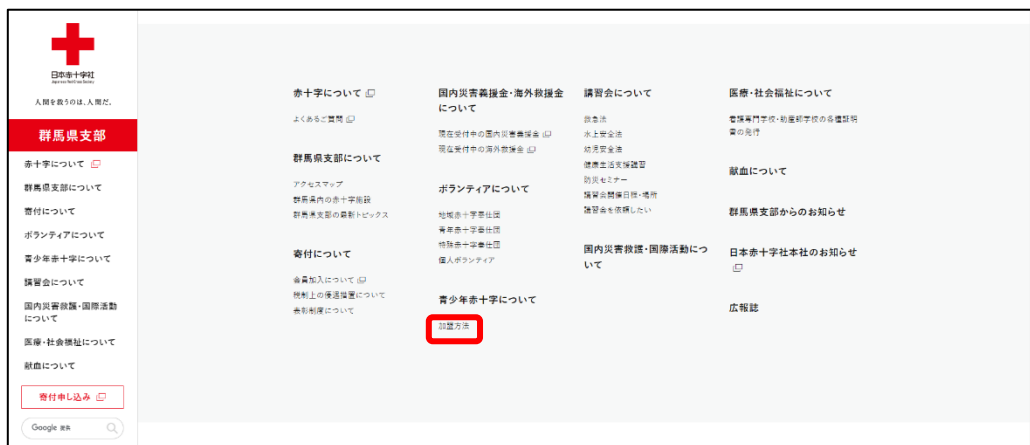 日本赤十字社
Japanese Red Cross Society
人間を救うのは、人間だ。
群馬県支部
赤十字について
群馬県支部について
寄付について
ボランティアについて
青少年赤十字について
講習会について
国内災害救護・国際活動
について
医療・社会福祉について
献血について
寄付申し込み
Google 検索
赤十字について
よくあるご質問
群馬県支部について
アクセスマップ
群馬県内の赤十字施設
群馬県支部の最新トピックス
寄付について
会員加入について
税制上の優遇措置について
表彰制度について
国内災害義援金・海外救援金
について
現在受付中の国内災害義援金
現在受付中の海外救援金
ボランティアについて
地域赤十字奉仕団
青年赤十字奉仕団
特殊赤十字奉仕団
個人ボランティア
青少年赤十字について
加盟方法
講習会について
救急法
水上安全法
幼児安全法
健康生活支援講習
防災セミナー
講習会開催日程・場所
講習会を依頼したい
国内災害救護・国際活動につ
いて
医療・社会福祉について
看護専門学校・助産師学校の各種証明
書の発行
献血について
群馬県支部からのお知らせ
日本赤十字社本社のお知らせ
広報誌